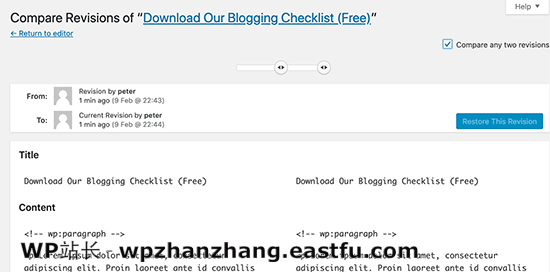 Help ▼
Compare Revisions of “Download Our Blogging Checklist (Free)”
← Return to editor
Compare any two revisions
From: Revision by peter
1 min ago (9 Feb @ 22:43)
To: Current Revision by peter
1 min ago (9 Feb @ 22:44)
Restore This Revision
Title
Download Our Blogging Checklist (Free) Download Our Blogging Checklist (Free)
Content
<!-- wp:paragraph --> <!-- wp:paragraph -->
WP站长 - wpzhanzhang.eastfu.com
amet, consectetur
adipiscing elit. Proin laoreet ante id convallis adipiscing elit. Proin laoreet ante id convallis